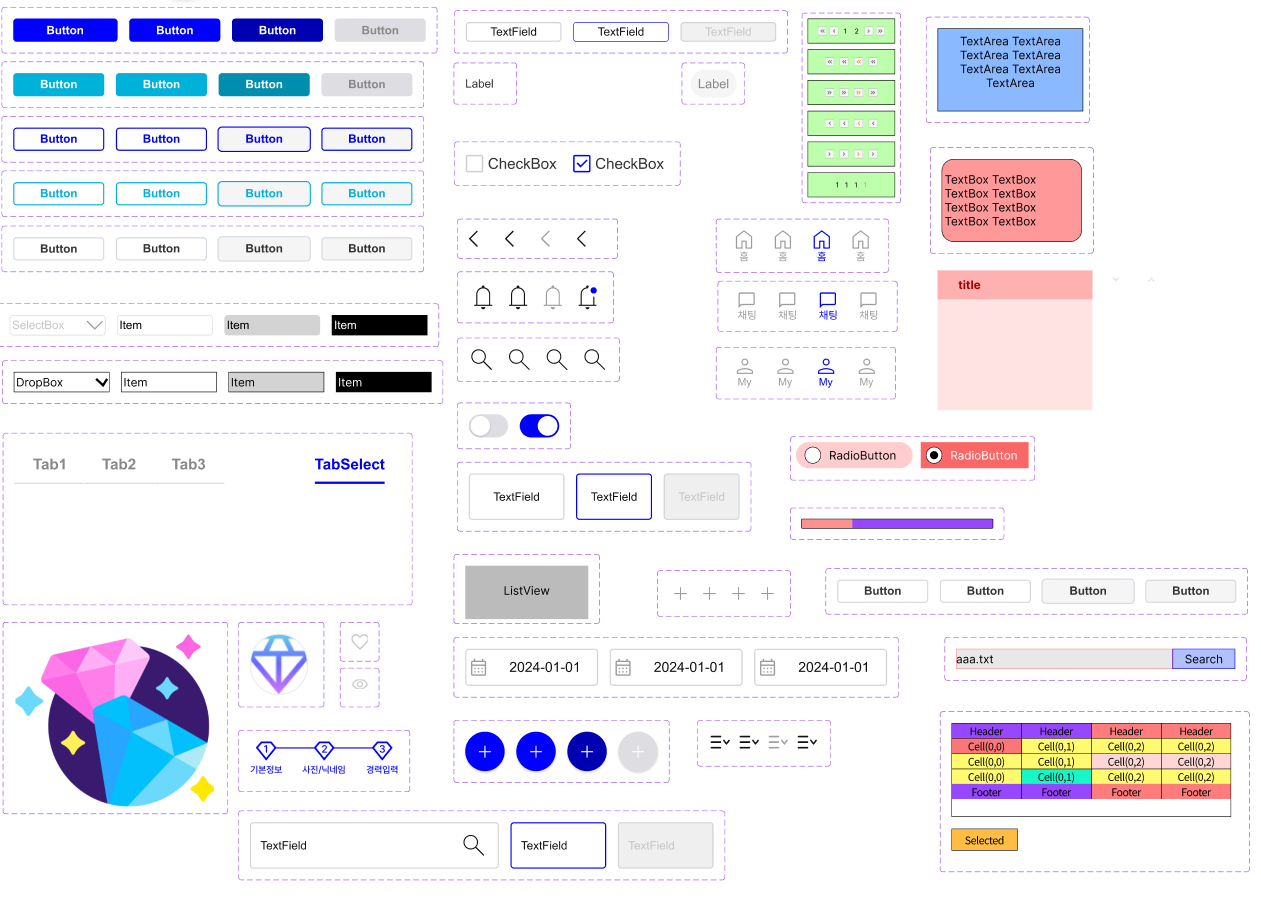 Button Button Button Button
Button Button Button Button
Button Button Button Button
Button Button Button Button
Button Button Button Button
SelectBox Item Item Item
DropBox Item Item Item
Tab1 Tab2 Tab3 TabSelect
1 2 3
기본정보 사진/닉네임 경력입력
TextField TextField TextField
TextField TextField TextField
Label Label
CheckBox CheckBox
TextField TextField TextField
ListView
2024-01-01 2024-01-01 2024-01-01
« ‹ 1 2 › »
« « « «
» » » »
‹ ‹ ‹ ‹
› › › ›
1 1 1 1
홈 홈 홈 홈
채팅 채팅 채팅 채팅
My My My My
TextArea TextArea
TextArea TextArea
TextArea TextArea
TextArea
TextBox TextBox
TextBox TextBox
TextBox TextBox
TextBox TextBox
title
RadioButton RadioButton
Button Button Button Button
aaa.txt Search
Header Header Header Header
Cell(0,0) Cell(0,1) Cell(0,2) Cell(0,2)
Cell(0,0) Cell(0,1) Cell(0,2) Cell(0,2)
Cell(0,0) Cell(0,1) Cell(0,2) Cell(0,2)
Footer Footer Footer Footer
Selected